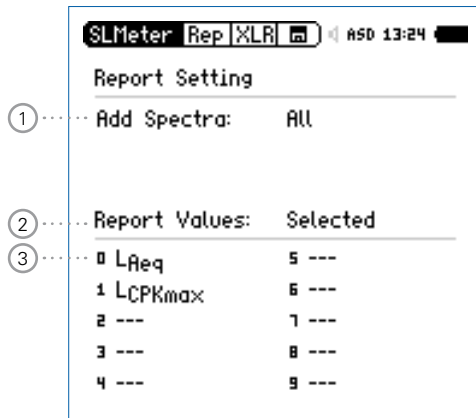 SLMeter Rep XLR ASD 13:24
Report Setting
1 Add Spectra: All
2 Report Values: Selected
3 0 LAeq 5 ---
1 LCPKmax 6 ---
2 --- 7 ---
3 --- 8 ---
4 --- 9 ---